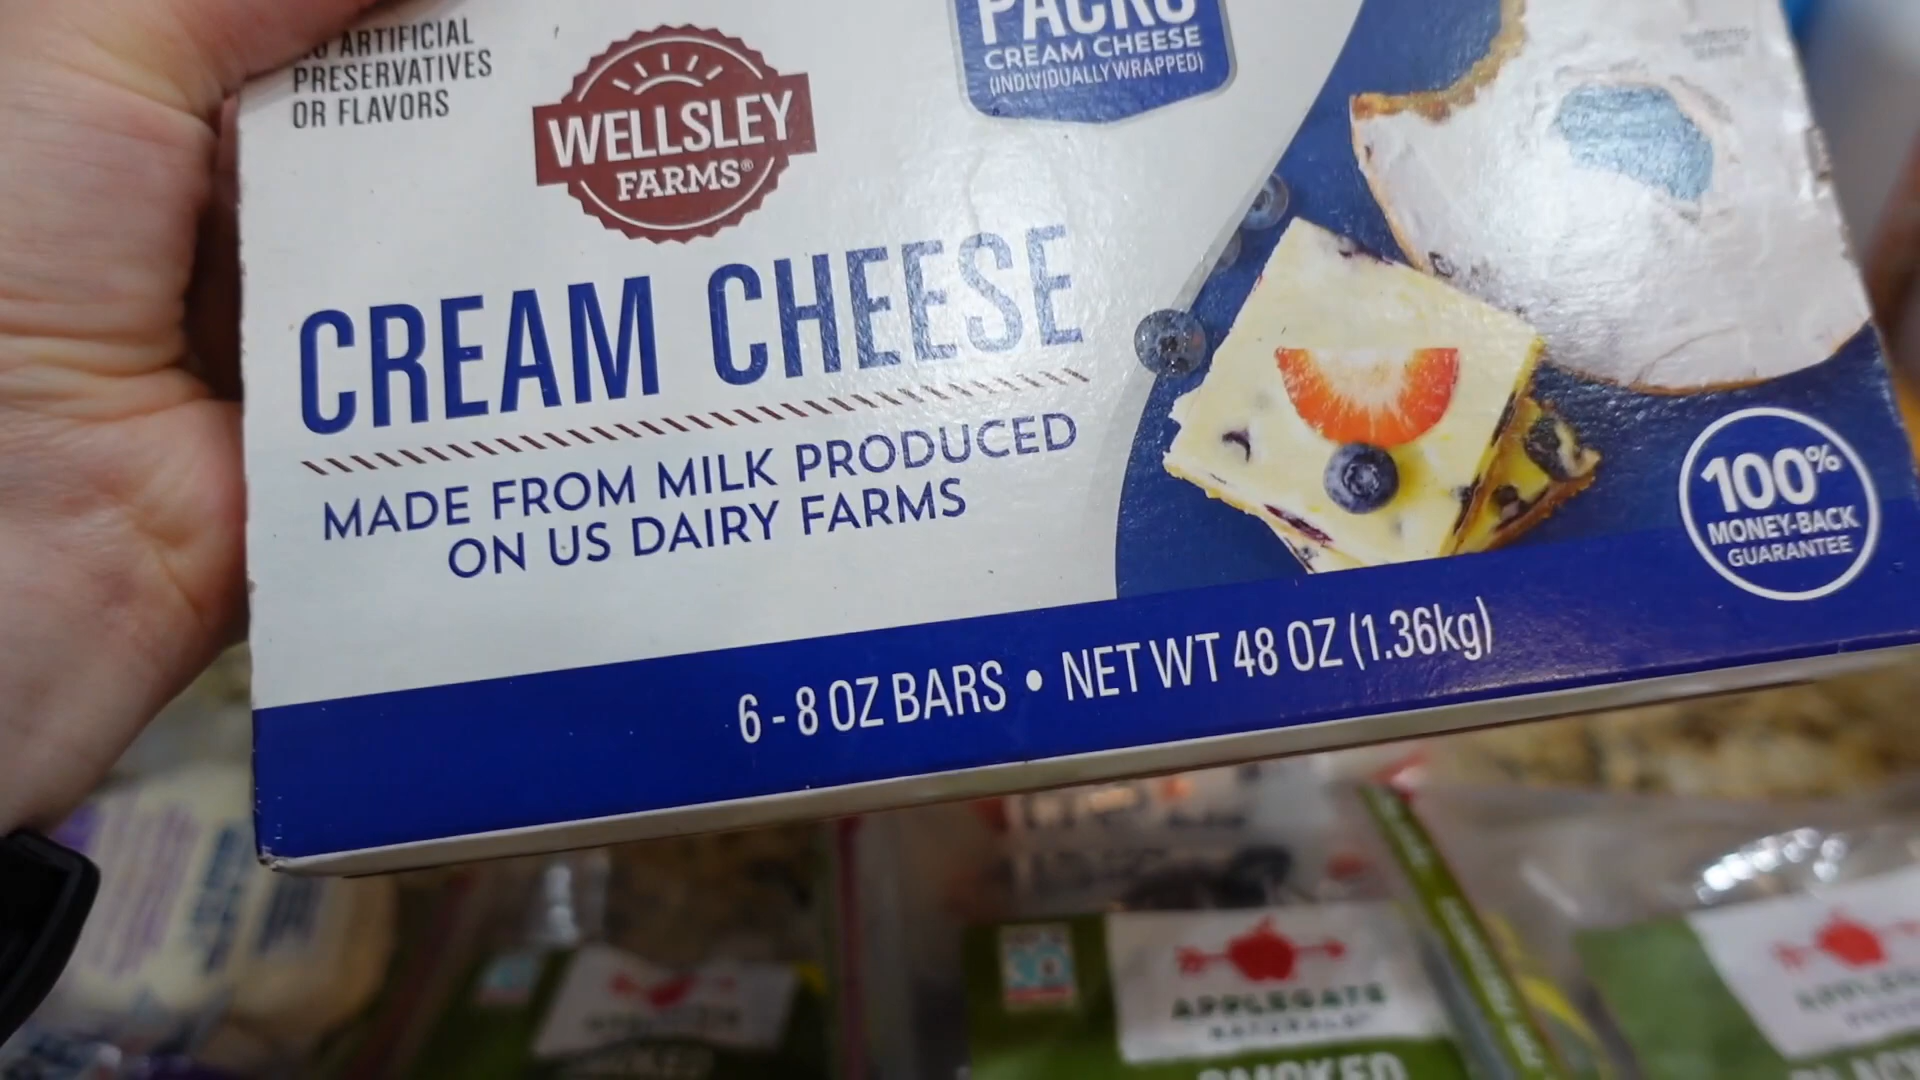 ARTIFICIAL
PRESERVATIVES
OR FLAVORS
WELLSLEY
FARMS®
PACKS
CREAM CHEESE
(INDIVIDUALLY WRAPPED)
CREAM CHEESE
MADE FROM MILK PRODUCED
ON US DAIRY FARMS
100%
MONEY-BACK
GUARANTEE
6 - 8 OZ BARS • NET WT 48 OZ (1.36kg)
APPLEGATE
NATURALS
SMOKED